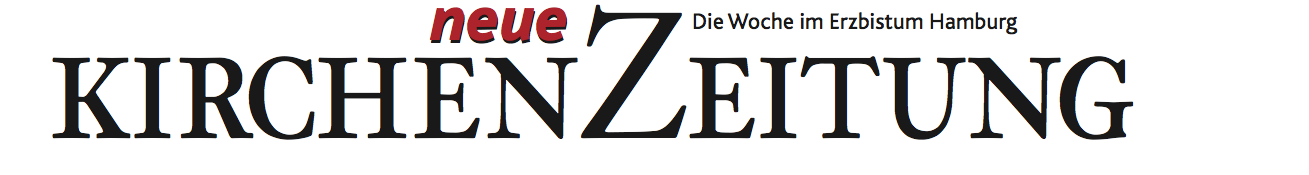 neue
Die Woche im Erzbistum Hamburg
KIRCHENZEITUNG